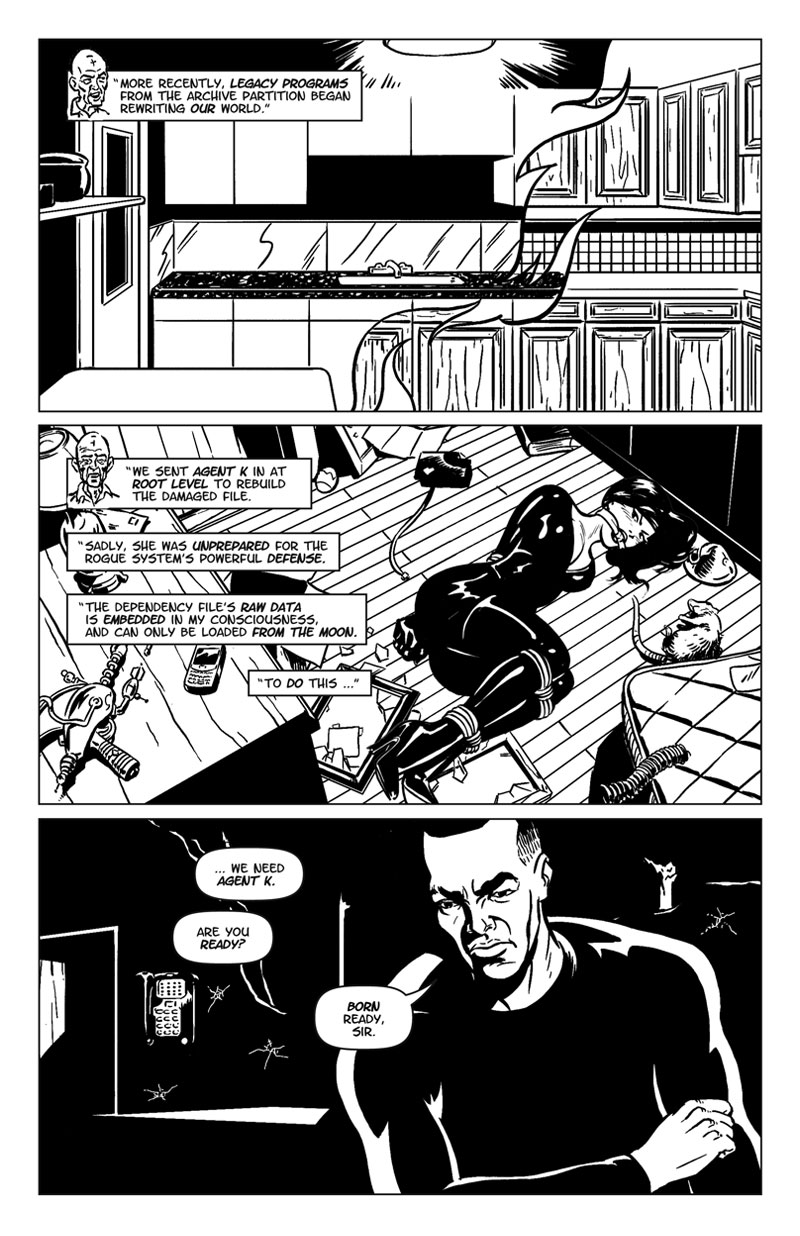 "MORE RECENTLY, LEGACY PROGRAMS
FROM THE ARCHIVE PARTITION BEGAN
REWRITING OUR WORLD."
"WE SENT AGENT K IN AT
ROOT LEVEL TO REBUILD
THE DAMAGED FILE.
"SADLY, SHE WAS UNPREPARED FOR THE
ROGUE SYSTEM'S POWERFUL DEFENSE.
"THE DEPENDENCY FILE'S RAW DATA
IS EMBEDDED IN MY CONSCIOUSNESS,
AND CAN ONLY BE LOADED FROM THE MOON.
"TO DO THIS ..."
... WE NEED
AGENT K.
ARE YOU
READY?
BORN
READY,
SIR.